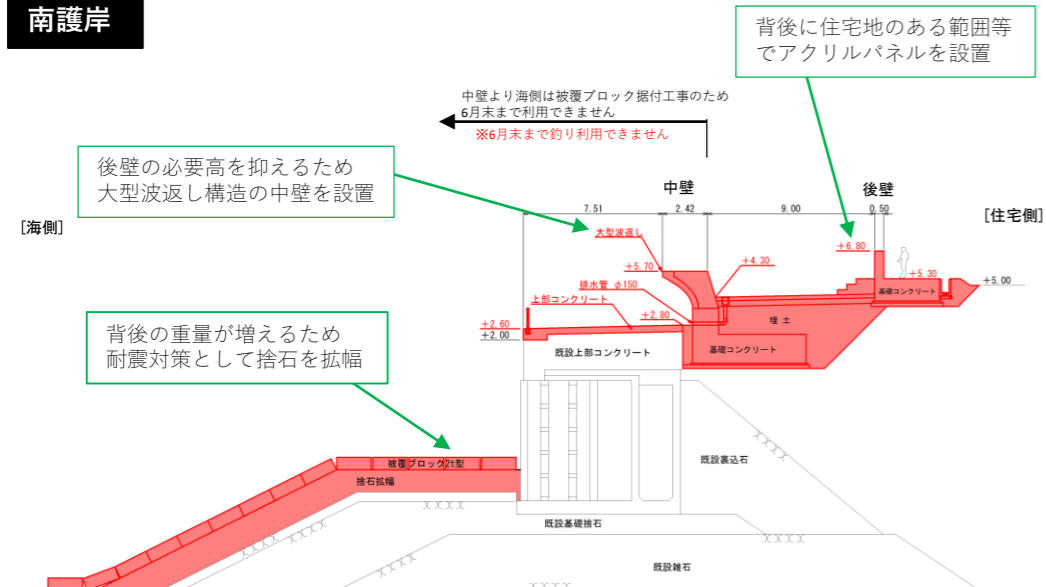 南護岸
背後に住宅地のある範囲等
でアクリルパネルを設置
中壁より海側は被覆ブロック据付工事のため
6月末まで利用できません
※6月末まで釣り利用できません
後壁の必要高を抑えるため
大型波返し構造の中壁を設置
中壁
後壁
7.51
2.42
9.00
0.50
[海側]
[住宅側]
大型波返し
+6.80
+5.70
+4.30
+5.30
+5.00
排水管 φ150
基礎コンクリート
上部コンクリート
+2.80
埋土
+2.60
+2.00
背後の重量が増えるため
耐震対策として捨石を拡幅
既設上部コンクリート
基礎コンクリート
被覆ブロック2t型
捨石拡幅
既設裏込石
既設基礎捨石
既設雑石